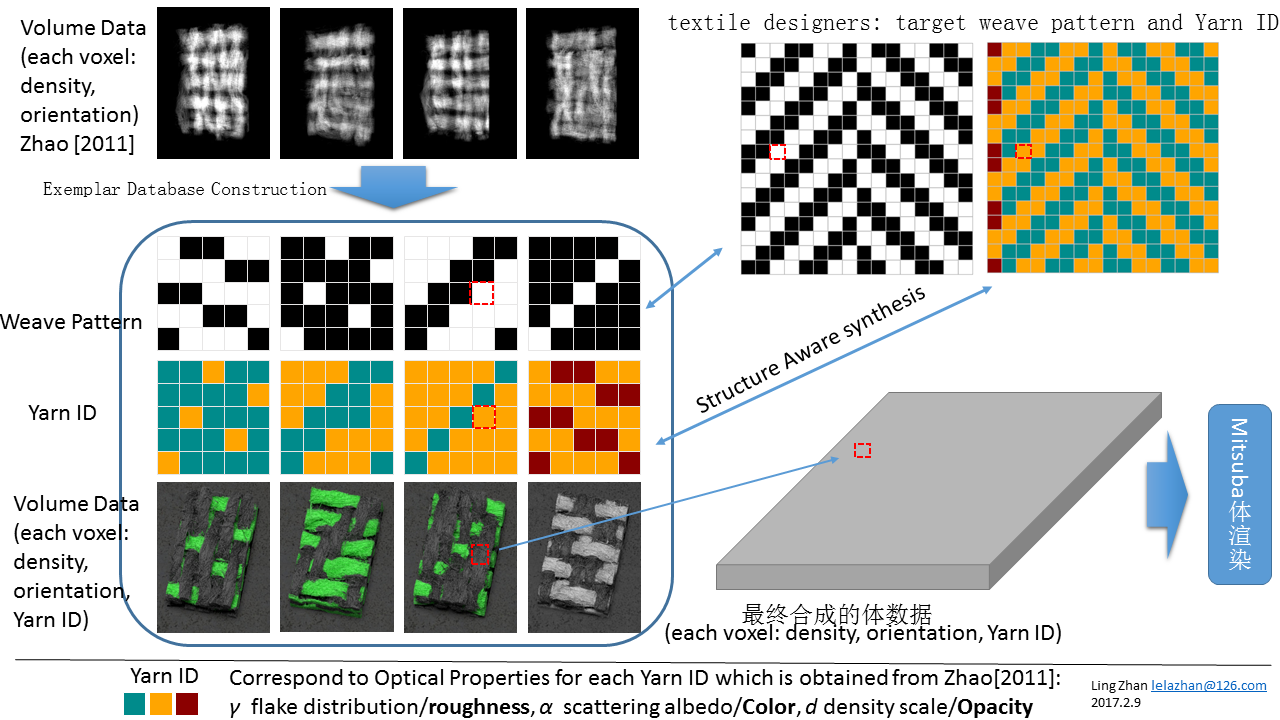 Volume Data
(each voxel:
density,
orientation)
Zhao [2011]
textile designers: target weave pattern and Yarn ID
Exemplar Database Construction
Weave Pattern
Yarn ID
Volume Data
(each voxel:
density,
orientation,
Yarn ID)
Structure Aware synthesis
Mitsuba体渲染
最终合成的体数据
(each voxel: density, orientation, Yarn ID)
Yarn ID
Correspond to Optical Properties for each Yarn ID which is obtained from Zhao[2011]:
γ flake distribution/roughness, α scattering albedo/Color, d density scale/Opacity
Ling Zhan lelazhan@126.com
2017.2.9